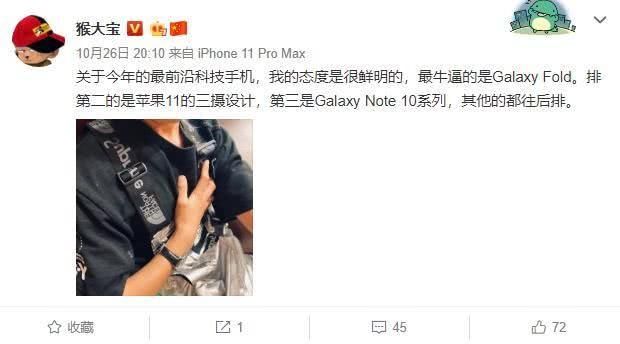 猴大宝
10月26日 20:10 来自 iPhone 11 Pro Max
关于今年的最前沿科技手机，我的态度是很鲜明的，最牛逼的是Galaxy Fold。排
第二的是苹果11的三摄设计，第三是Galaxy Note 10系列，其他的都往后排。
收藏
1
45
72